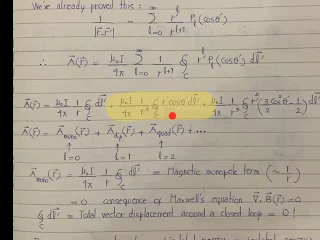 We've already proved this :
1/|r⃗-r⃗'| = ∑_{l=0}^{∞} r'^l/r^{l+1} P_l(cosθ')
∴ A⃗(r⃗) = μ₀I/4π ∑_{l=0}^{∞} 1/r^{l+1} ∮_C r'^l P_l(cosθ') dl⃗'
A⃗(r⃗) = μ₀I/4π 1/r ∮_C dl⃗' + μ₀I/4π 1/r² ∮_C r' cosθ' dl⃗' + μ₀I/4π 1/r³ ∮_C r'² (3/2 cos²θ' - 1/2) dl⃗'
A⃗(r⃗) = A⃗_mono(r⃗) + A⃗_dip(r⃗) + A⃗_quad(r⃗) + ...
l=0 l=1 l=2
A⃗_mono(r⃗) = μ₀I/4π 1/r ∮_C dl⃗' = Magnetic monopole term (~ 1/r)
= 0 consequence of Maxwell's equation ∇⃗.B⃗(r⃗)=0
∮_C dl⃗' = Total vector displacement around a closed loop = 0!